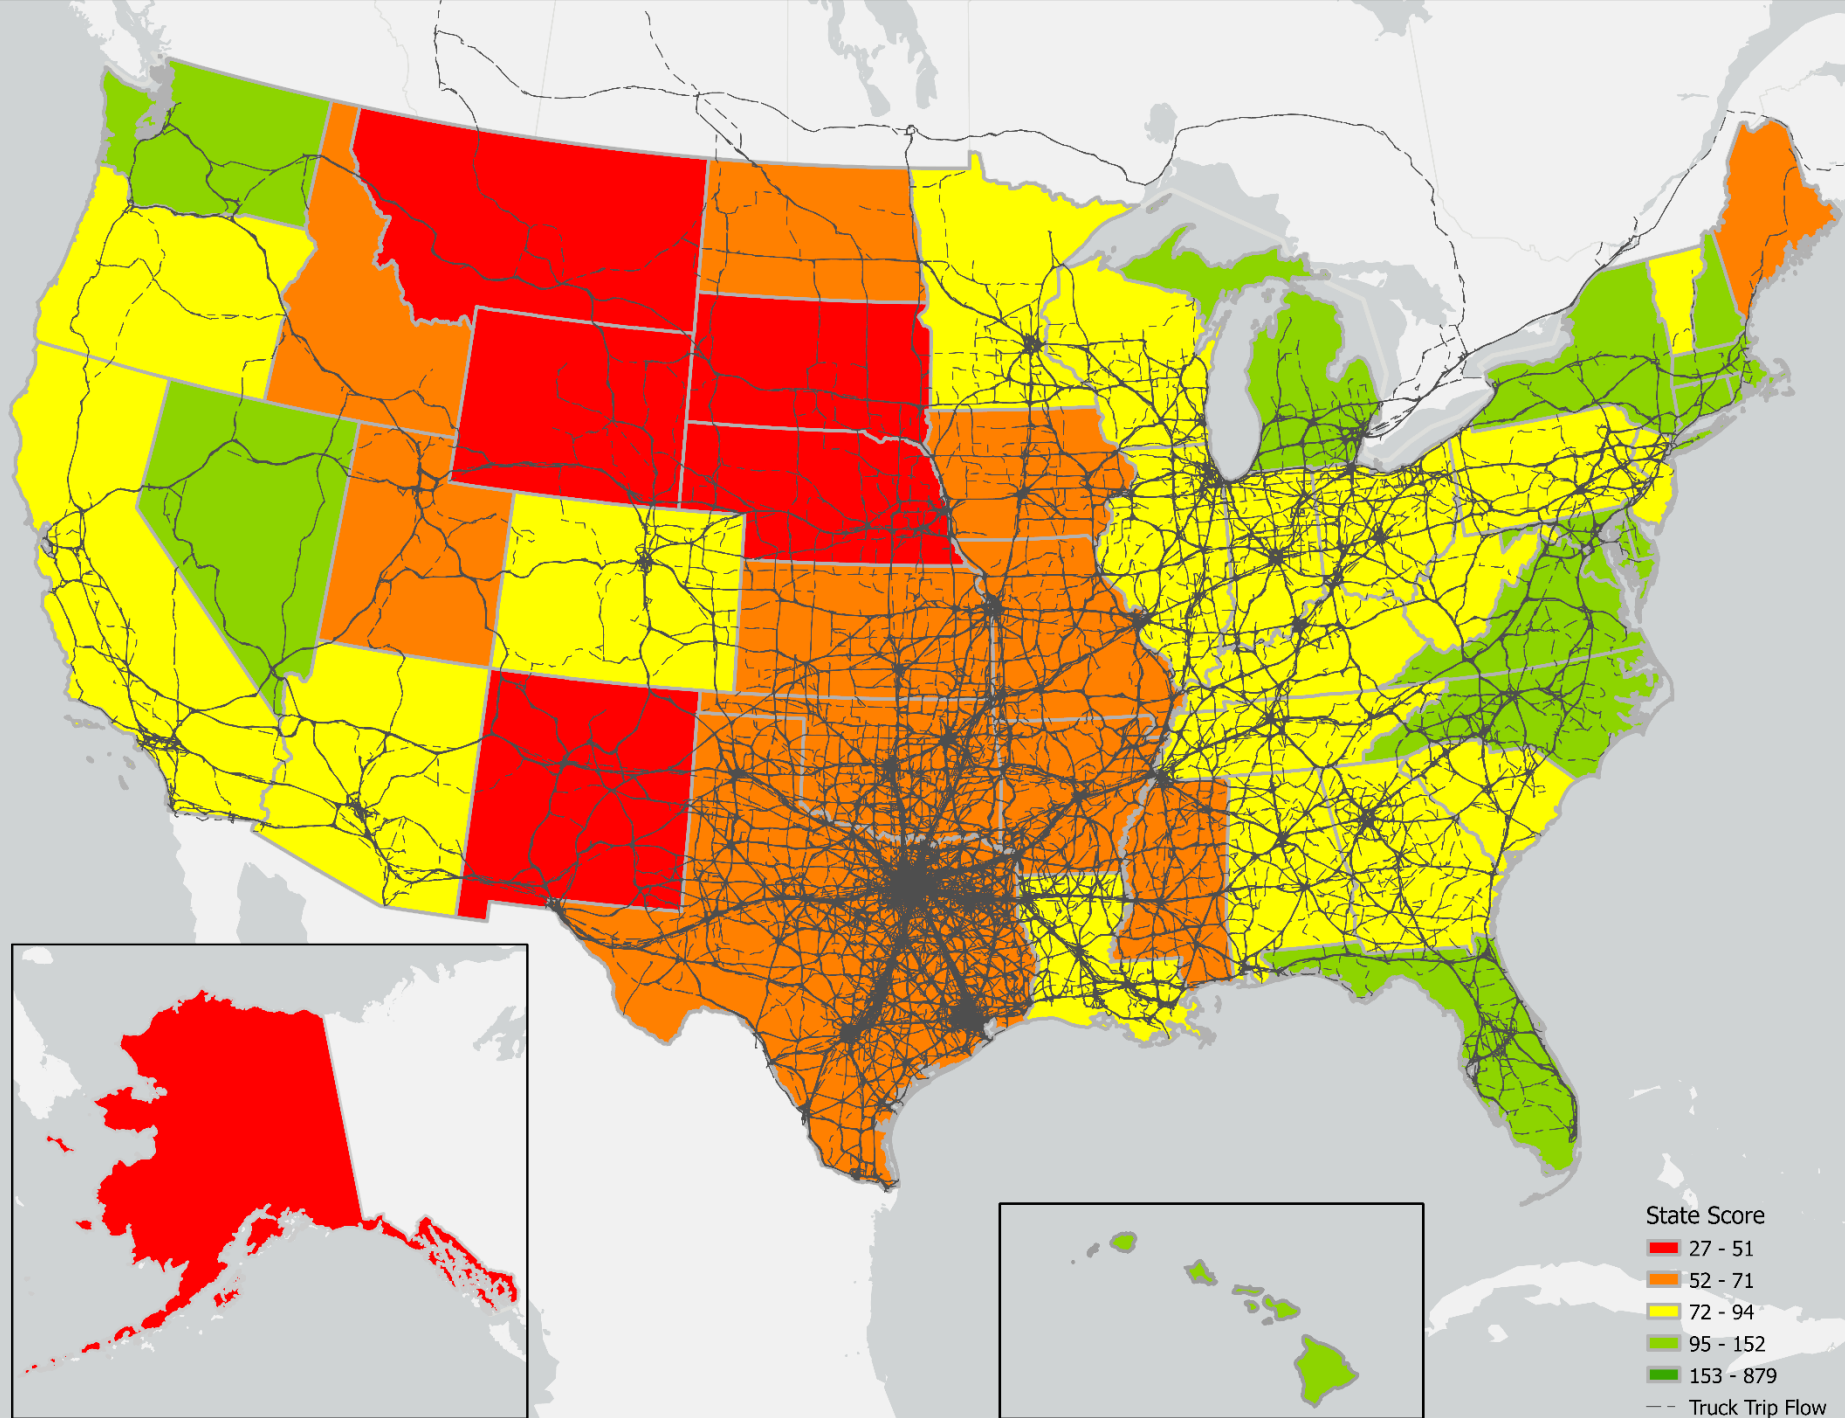 State Score
27 - 51
52 - 71
72 - 94
95 - 152
153 - 879
Truck Trip Flow